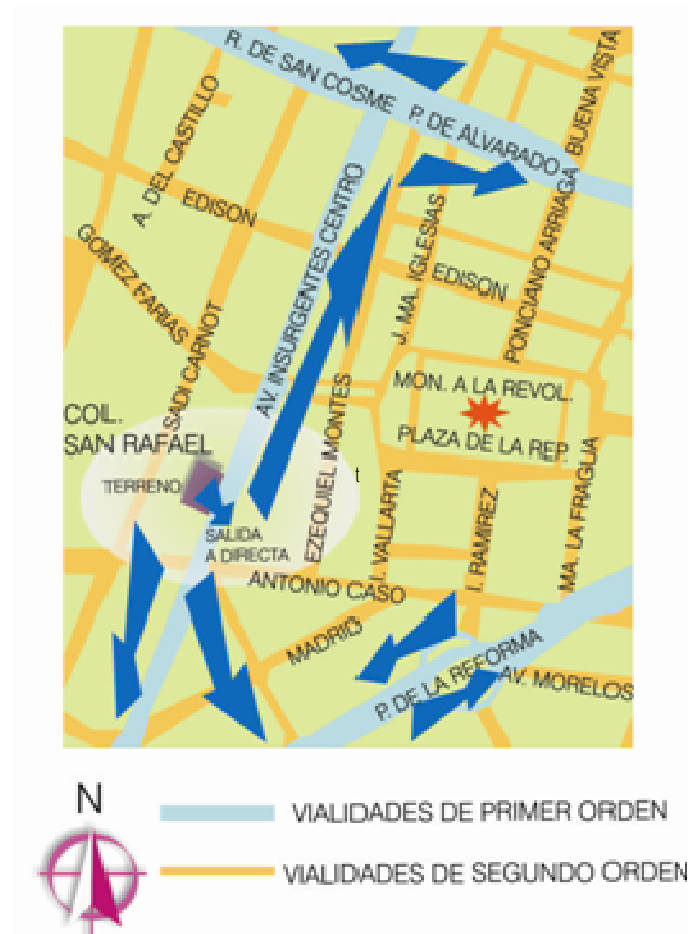 R. DE SAN COSME
P. DE ALVARADO
BUENA VISTA
A. DEL CASTILLO
EDISON
AV. INSURGENTES CENTRO
J. MA. IGLESIAS
EDISON
PONCIANO ARRIAGA
GOMEZ FARIAS
SADI CARNOT
MON. A LA REVOL.
PLAZA DE LA REP.
COL.
SAN RAFAEL
TERRENO
SALIDA
A DIRECTA
EZEQUIEL MONTES
t
I. VALLARTA
I. RAMIREZ
MA. LA FRAGUA
ANTONIO CASO
MADRID
P. DE LA REFORMA
AV. MORELOS
N
VIALIDADES DE PRIMER ORDEN
VIALIDADES DE SEGUNDO ORDEN